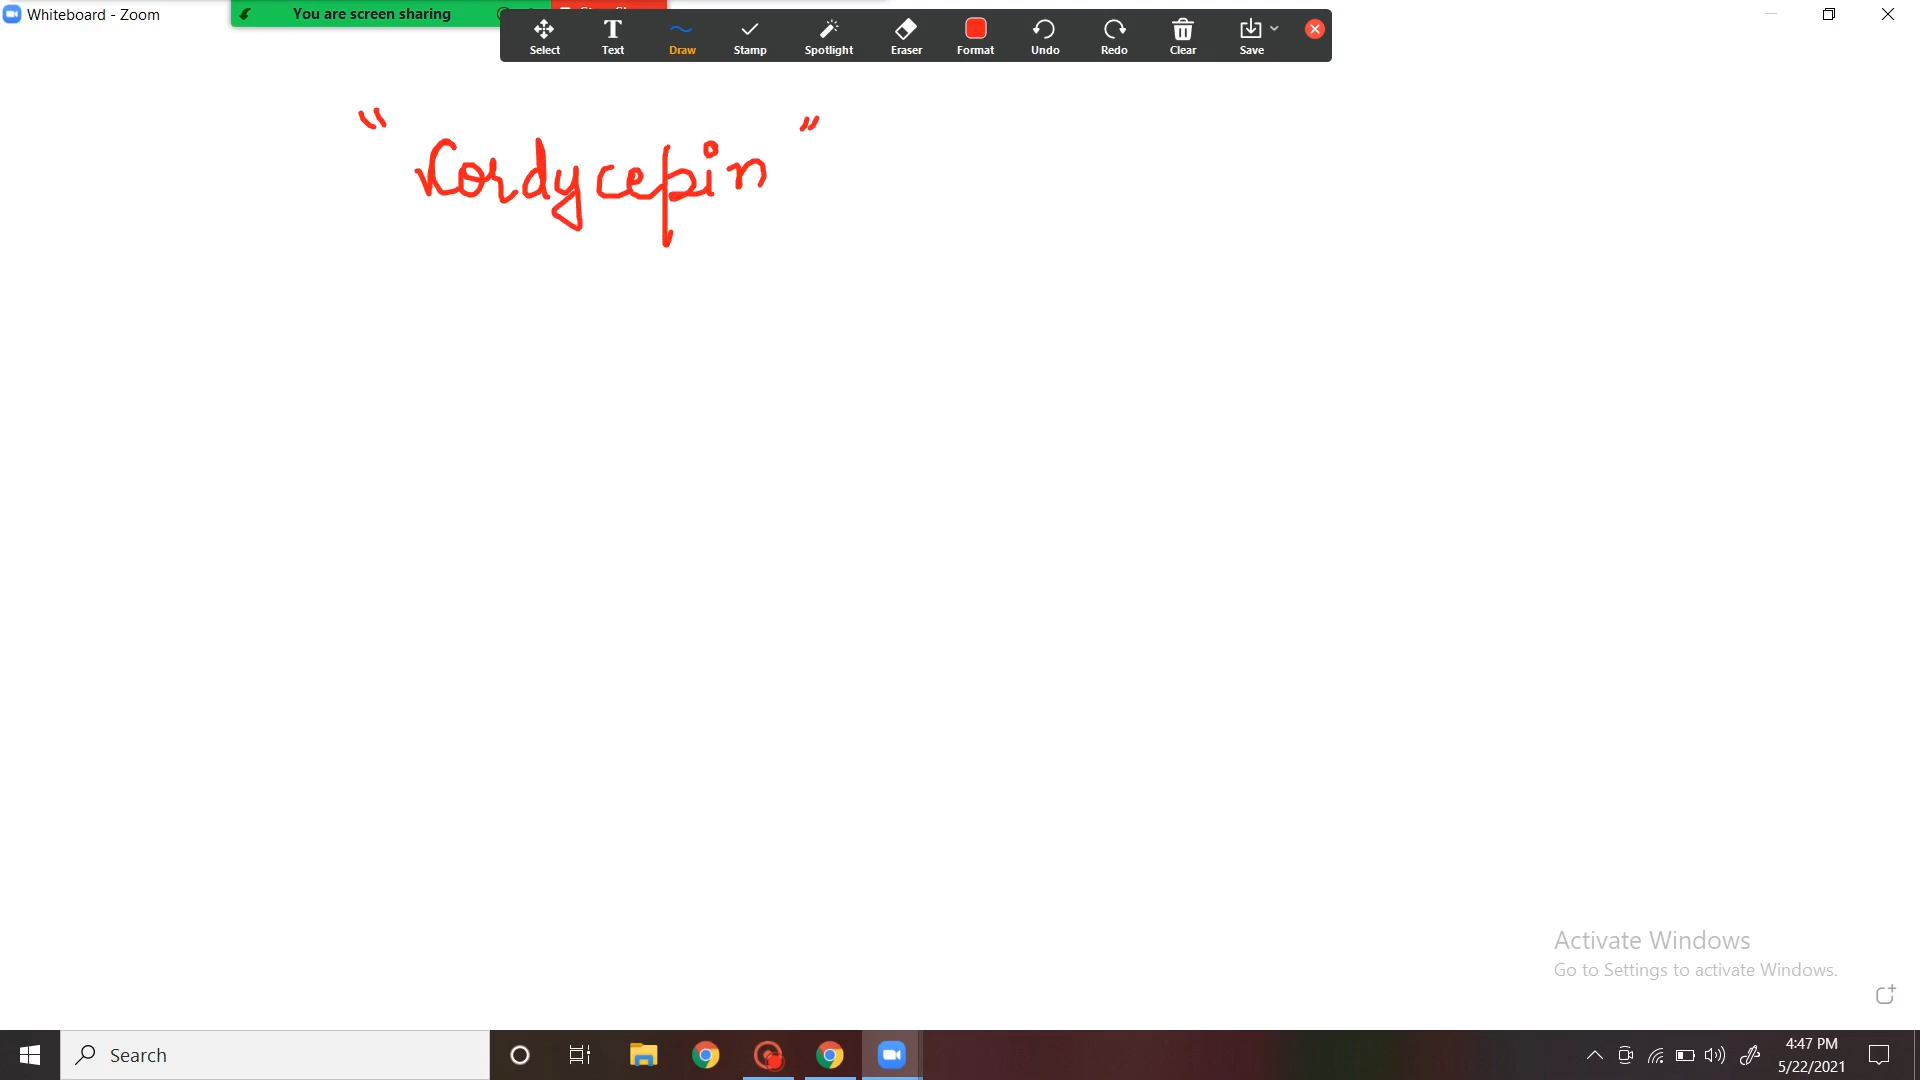 Whiteboard - Zoom
You are screen sharing
Select Text Draw Stamp Spotlight Eraser Format Undo Redo Clear Save
"Cordycepin"
Activate Windows
Go to Settings to activate Windows.
Search
4:47 PM
5/22/2021